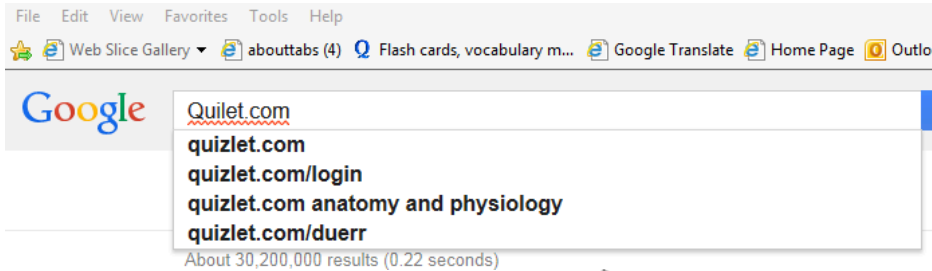 File Edit View Favorites Tools Help
Web Slice Gallery abouttabs (4) Flash cards, vocabulary m... Google Translate Home Page Outlo
Google Quilet.com
quizlet.com
quizlet.com/login
quizlet.com anatomy and physiology
quizlet.com/duerr
About 30,200,000 results (0.22 seconds)